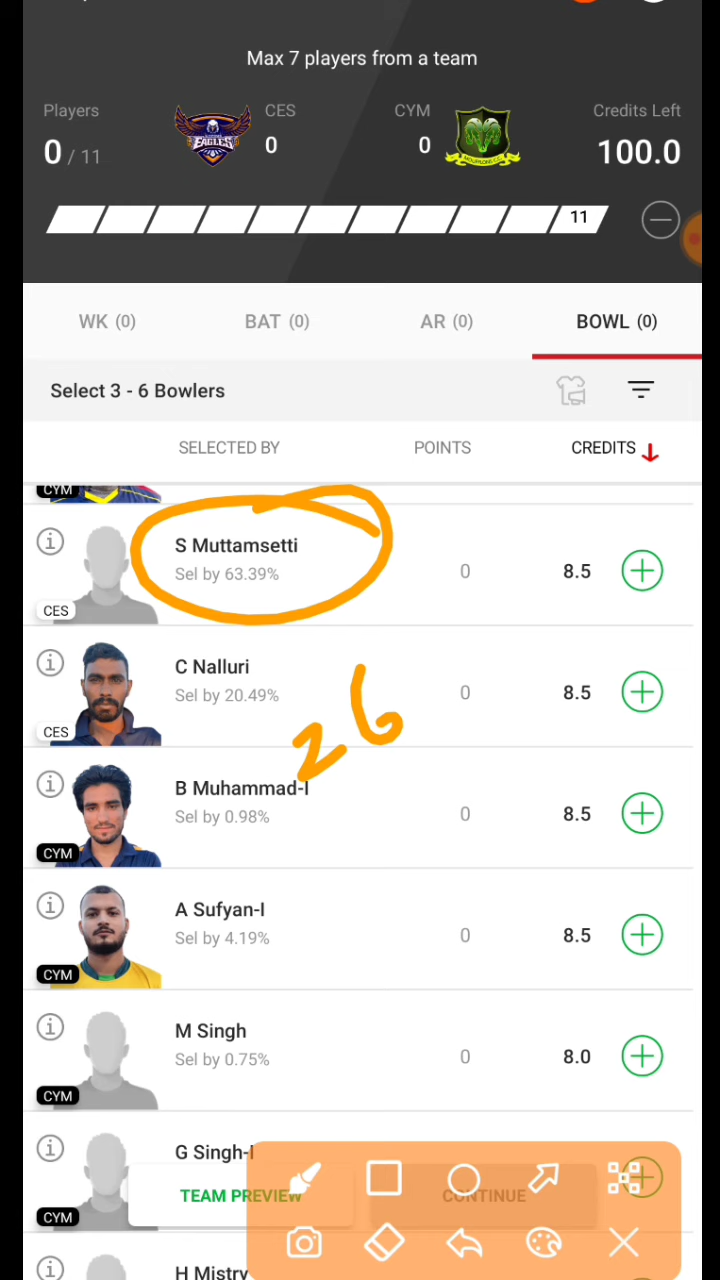 Max 7 players from a team
Players CES CYM Credits Left
0 / 11 0 0 100.0
EAGLES
MOUFLONS C.C.
11
WK (0) BAT (0) AR (0) BOWL (0)
Select 3 - 6 Bowlers
SELECTED BY POINTS CREDITS
CYM
S Muttamsetti
Sel by 63.39% 0 8.5
CES
C Nalluri
Sel by 20.49% 0 8.5
CES
26
B Muhammad-I
Sel by 0.98% 0 8.5
CYM
A Sufyan-I
Sel by 4.19% 0 8.5
CYM
M Singh
Sel by 0.75% 0 8.0
CYM
G Singh-I
TEAM PREVIEW CONTINUE
CYM
H Mistry